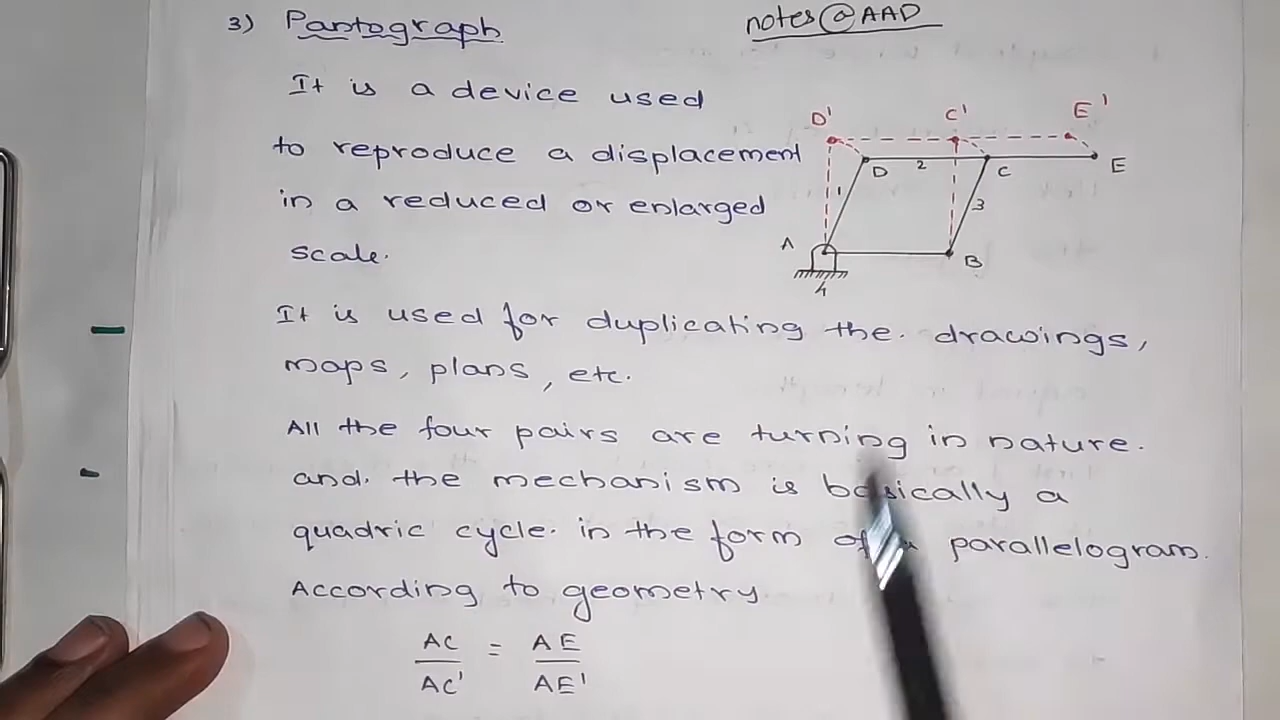 3) Pantograph
notes@AAD
It is a device used
to reproduce a displacement
in a reduced or enlarged
scale.
D' C' E'
D 2 C E
1 3
A B
4
It is used for duplicating the. drawings,
maps, plans, etc.
All the four pairs are turning in nature.
and. the mechanism is basically a
quadric cycle. in the form of parallelogram.
According to geometry
AC = AE
AC' AE'